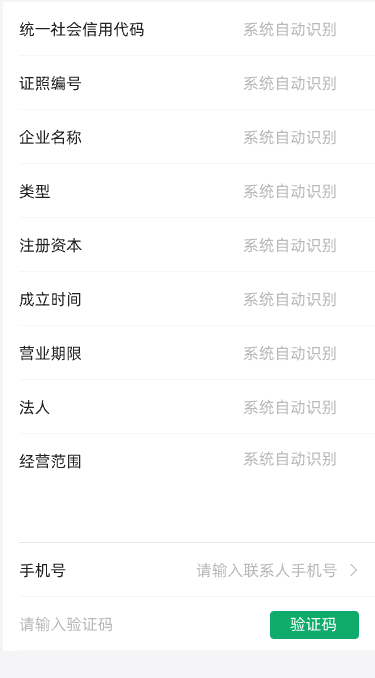 统一社会信用代码 系统自动识别
证照编号 系统自动识别
企业名称 系统自动识别
类型 系统自动识别
注册资本 系统自动识别
成立时间 系统自动识别
营业期限 系统自动识别
法人 系统自动识别
经营范围 系统自动识别
手机号 请输入联系人手机号
请输入验证码 验证码